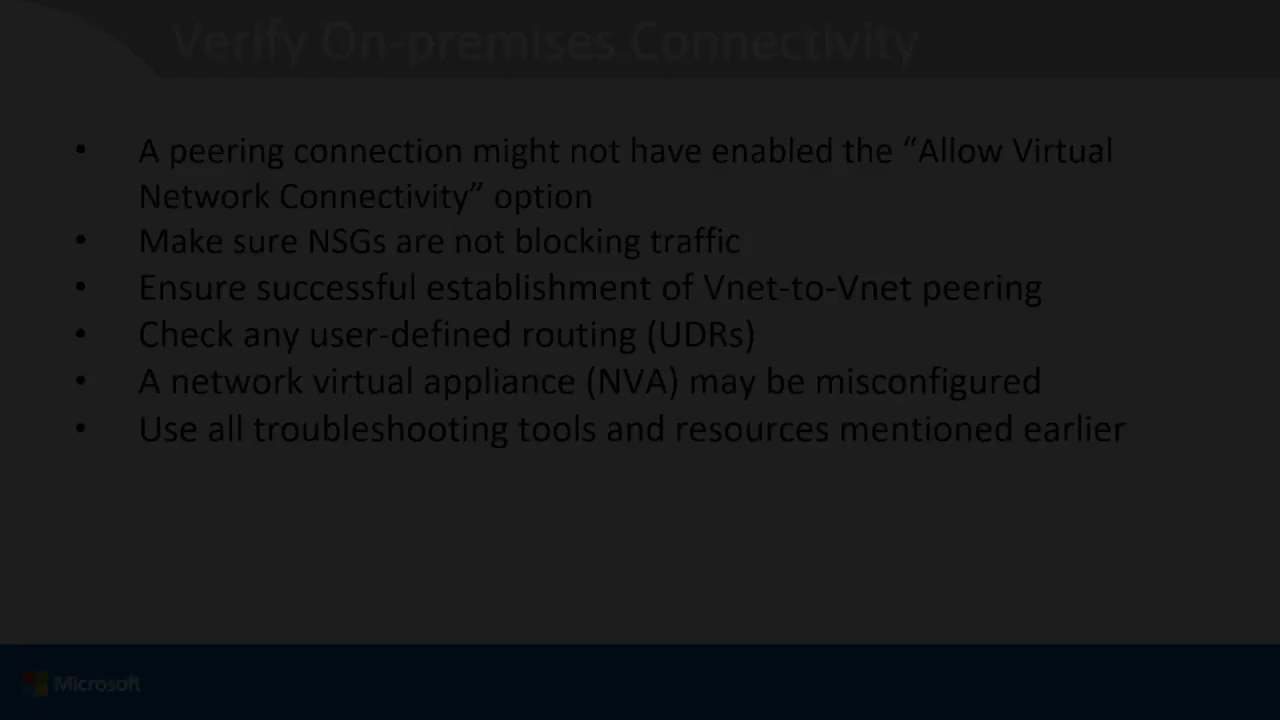 Verify On-premises Connectivity
• A peering connection might not have enabled the “Allow Virtual
Network Connectivity” option
• Make sure NSGs are not blocking traffic
• Ensure successful establishment of Vnet-to-Vnet peering
• Check any user-defined routing (UDRs)
• A network virtual appliance (NVA) may be misconfigured
• Use all troubleshooting tools and resources mentioned earlier
Microsoft